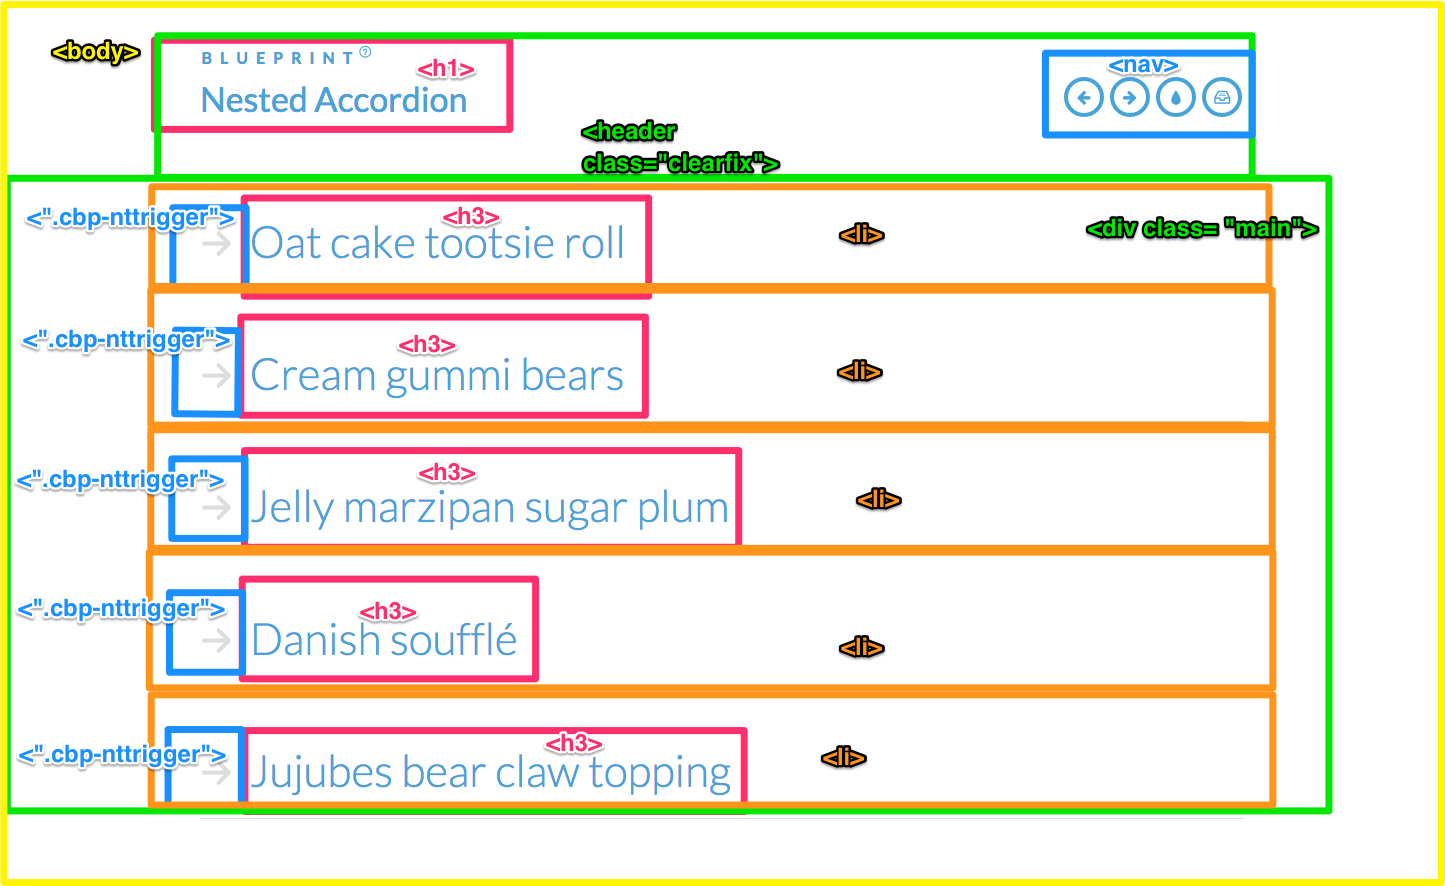 <body>
BLUEPRINT?
<h1>
Nested Accordion
<nav>
<header
class="clearfix">
<".cbp-nttrigger">
<h3>
Oat cake tootsie roll
<li>
<div class= "main">
<".cbp-nttrigger">
<h3>
Cream gummi bears
<li>
<".cbp-nttrigger">
<h3>
Jelly marzipan sugar plum
<li>
<".cbp-nttrigger">
<h3>
Danish soufflé
<li>
<".cbp-nttrigger">
<h3>
Jujubes bear claw topping
<li>